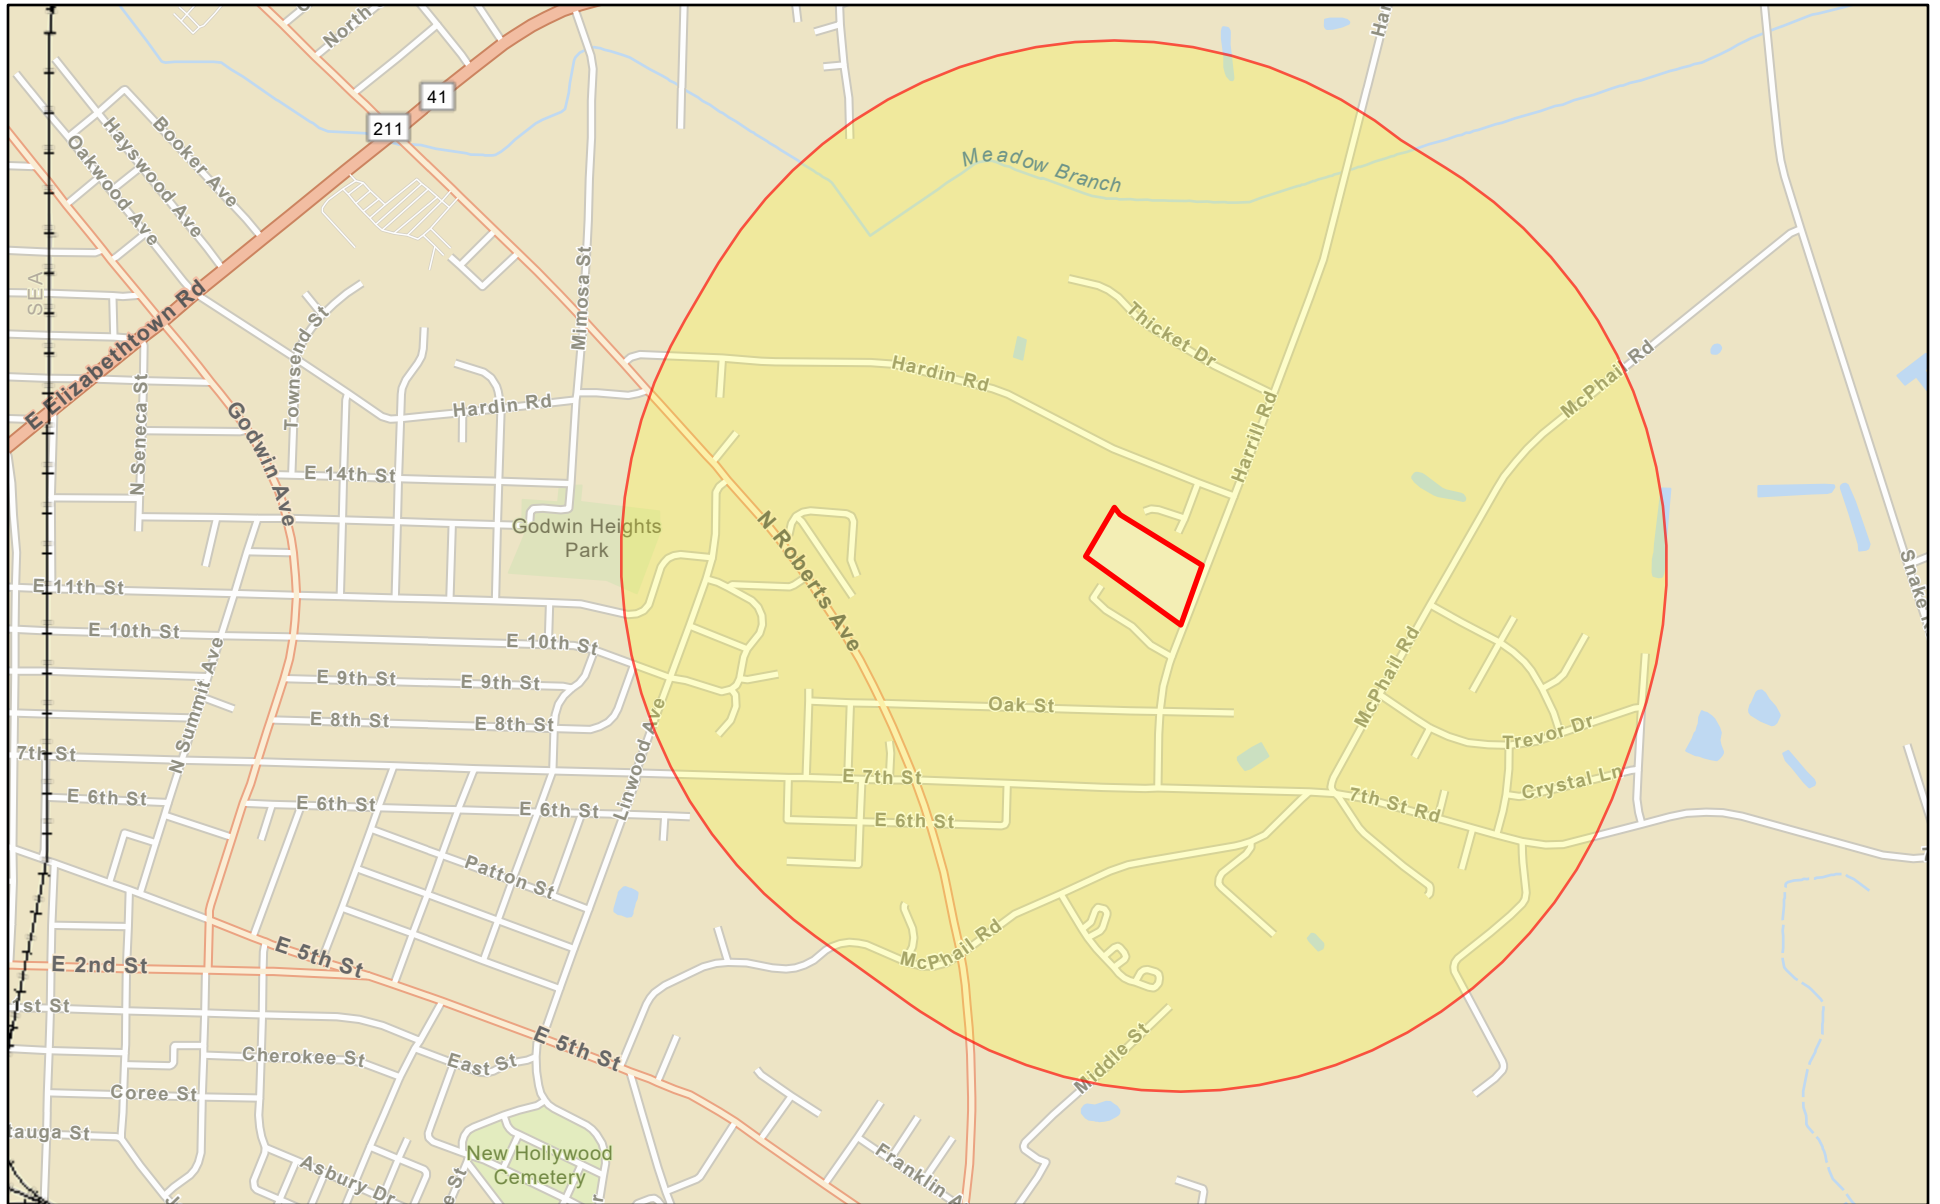 North
41
211
Booker Ave
Hayswood Ave
Oakwood Ave
Meadow Branch
SEA
Mimosa St
Townsend St
E Elizabethtown Rd
Thicket Dr
Hardin Rd
Hardin Rd
McPhail Rd
N Seneca St
Godwin Ave
Harrill Rd
E 14th St
Godwin Heights
Park
N Roberts Ave
E 11th St
E 10th St
E 10th St
N Summit Ave
E 9th St
E 9th St
McPhail Rd
E 8th St
E 8th St
Linwood Ave
Oak St
Trevor Dr
7th St
E 7th St
Crystal Ln
E 6th St
E 6th St
E 6th St
E 6th St
7th St Rd
Patton St
McPhail Rd
E 5th St
E 2nd St
1st St
E 5th St
Cherokee St
East St
Middle St
Coree St
tauga St
New Hollywood
Cemetery
Asbury Dr
Franklin A
Snake
e St